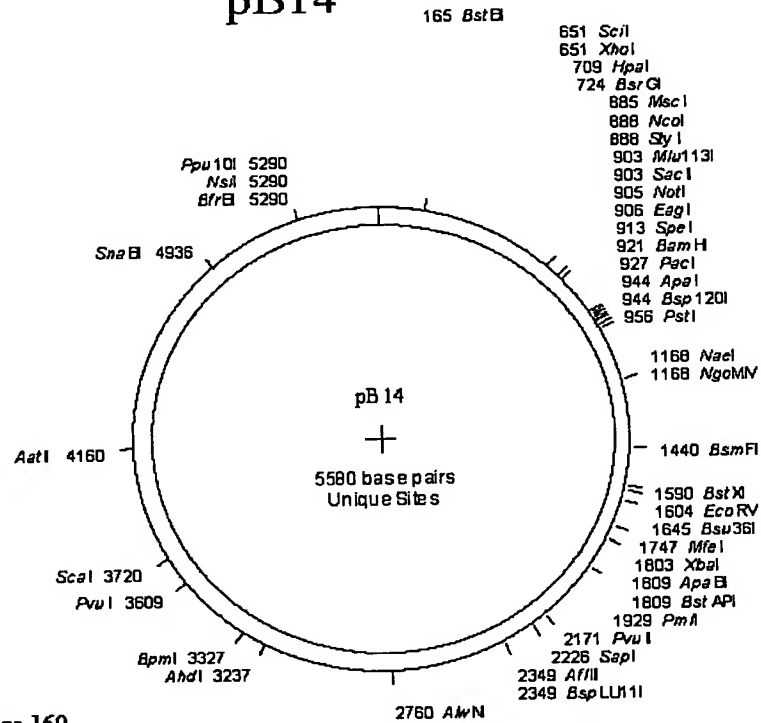 pB14
165 BstBI
651 SciI
651 XhoI
709 HpaI
724 BsrGI
885 MscI
888 NcoI
888 StyI
903 Mlu113I
903 SacI
905 NotI
906 EagI
913 SpeI
921 BamHI
927 PacI
944 ApaI
944 Bsp120I
956 PstI
1168 NaeI
1168 NgoMIV
1440 BsmFI
1590 BstXI
1604 EcoRV
1645 Bsu36I
1747 MfeI
1803 XbaI
1809 ApaBI
1809 BstAPI
1929 PmlI
2171 PvuII
2226 SapI
2349 AflIII
2349 BspLU11I
2760 AlwNI
AhdI 3237
BpmI 3327
PvuI 3609
ScaI 3720
AatII 4160
SnaBI 4936
BfrBI 5290
NsiI 5290
Ppu10I 5290
pB14
5580 base pairs
Unique Sites
160